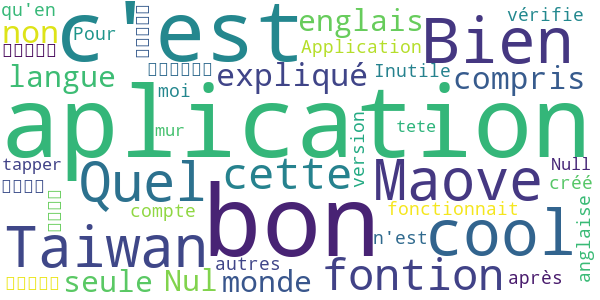 qu'en c'est englais vérifie
non Pour Application Bien
langue moi expliqué Inutile compris
aplication
mur version tete
tapper Quel cette Maove Null
créé
compte bon fonctionnait anglaise
Taiwan n'est cool
autres
seule Nul monde fontion après